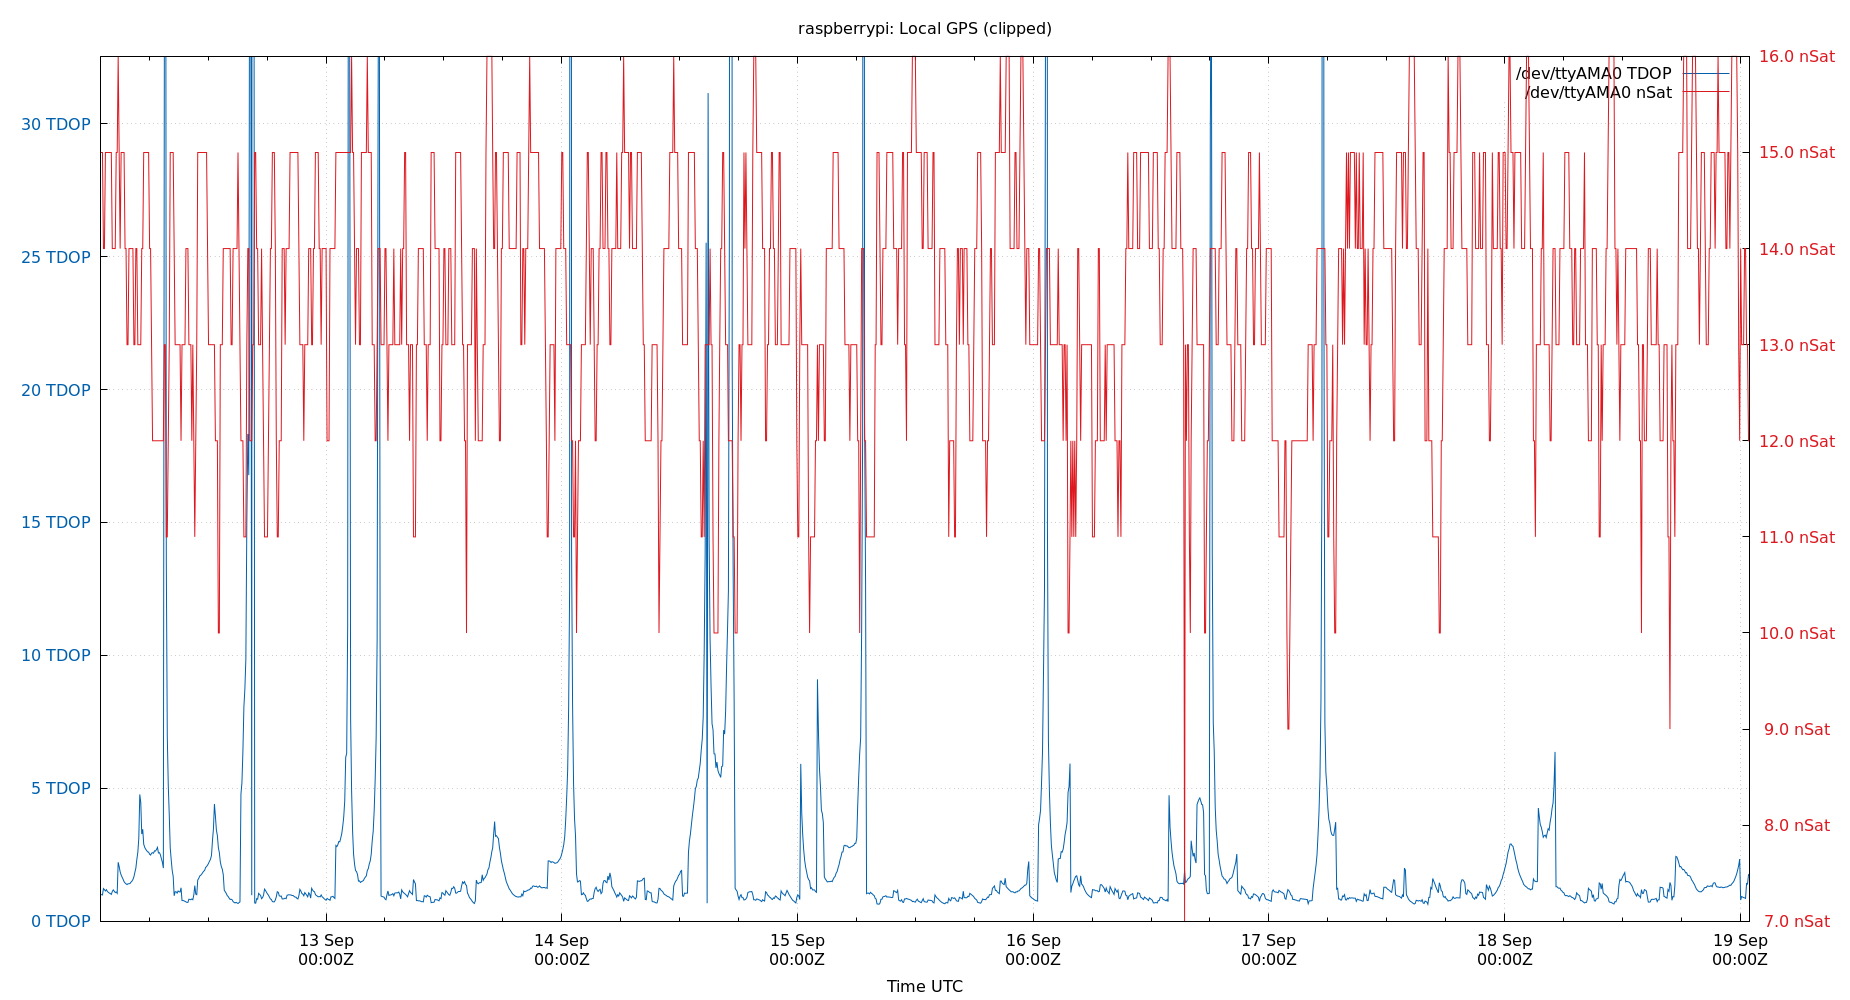 raspberrypi: Local GPS (clipped)
/dev/ttyAMA0 TDOP
/dev/ttyAMA0 nSat
30 TDOP
25 TDOP
20 TDOP
15 TDOP
10 TDOP
5 TDOP
0 TDOP
16.0 nSat
15.0 nSat
14.0 nSat
13.0 nSat
12.0 nSat
11.0 nSat
10.0 nSat
9.0 nSat
8.0 nSat
7.0 nSat
13 Sep
00:00Z
14 Sep
00:00Z
15 Sep
00:00Z
16 Sep
00:00Z
17 Sep
00:00Z
18 Sep
00:00Z
19 Sep
00:00Z
Time UTC